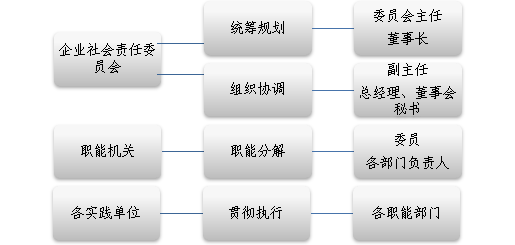 统筹规划
委员会主任
董事长
企业社会责任委
员会
组织协调
副主任
总经理、董事会
秘书
职能机关
职能分解
委员
各部门负责人
各实践单位
贯彻执行
各职能部门